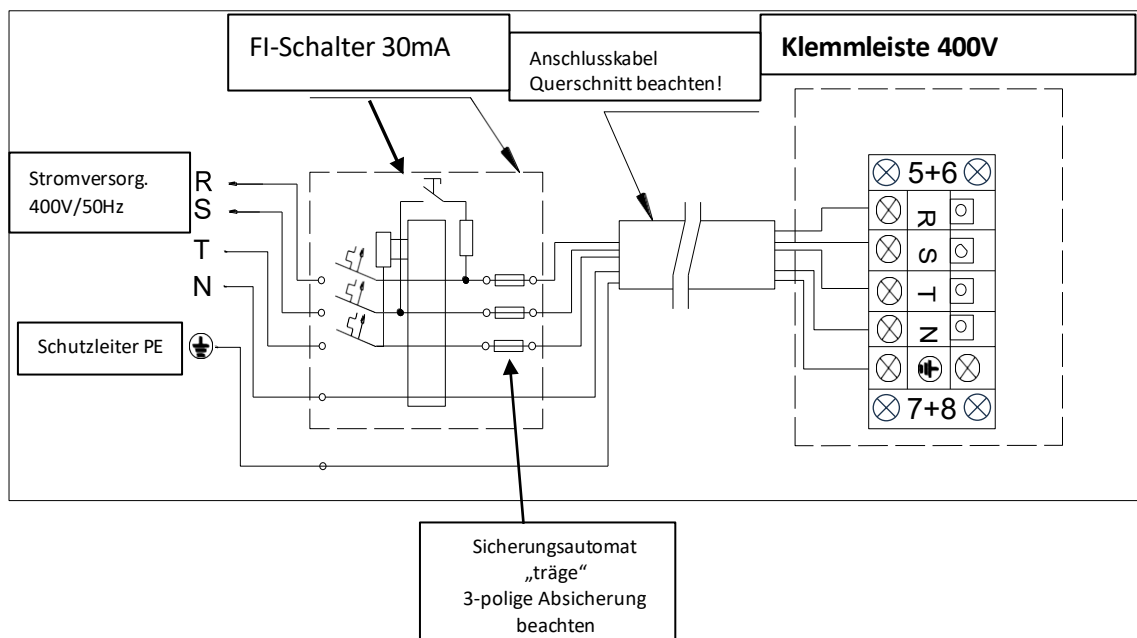 FI-Schalter 30mA
Anschlusskabel
Querschnitt beachten!
Klemmleiste 400V
Stromversorg.
400V/50Hz
R
S
T
N
Schutzleiter PE
5+6
R
S
T
N
7+8
Sicherungsautomat
„träge“
3-polige Absicherung
beachten